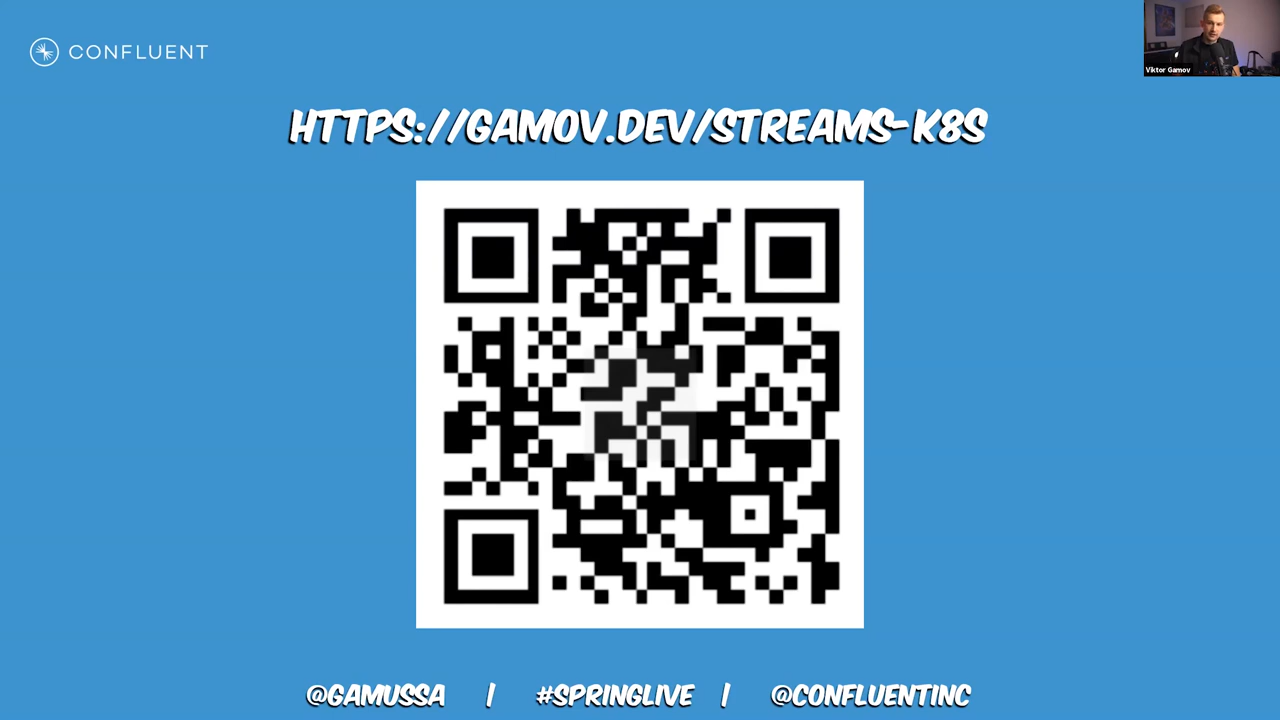 CONFLUENT
Viktor Gamov
HTTPS://GAMOV.DEV/STREAMS-K8S
@GAMUSSA | #SPRINGLIVE | @CONFLUENTINC